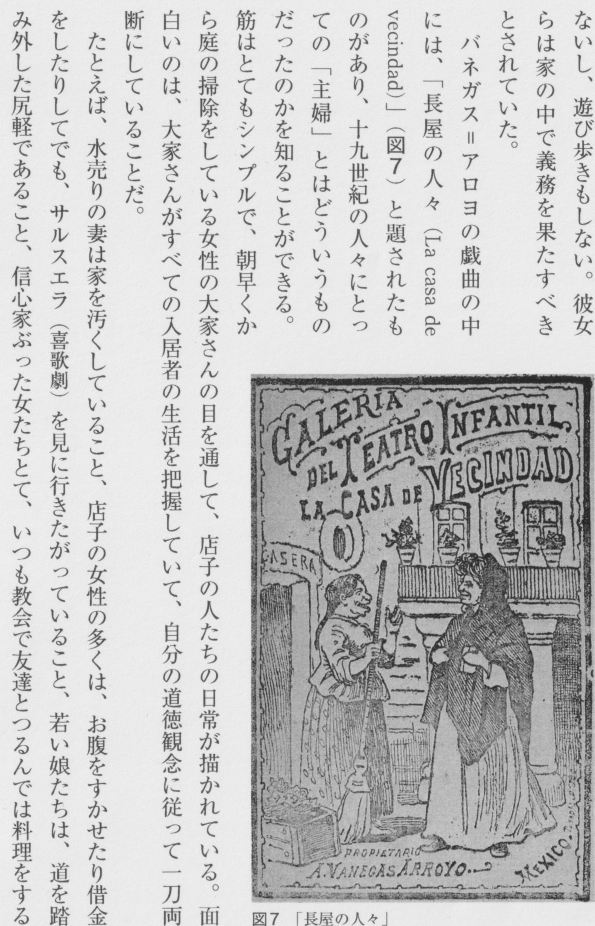 ないし、遊び歩きもしない。彼女
らは家の中で義務を果たすべき
とされていた。
　バネガス＝アロヨの戯曲の中
には、「長屋の人々（La casa de
vecindad）」（図7）と題されたも
のがあり、十九世紀の人々にとっ
ての「主婦」とはどういうもの
だったのかを知ることができる。
筋はとてもシンプルで、朝早くか
ら庭の掃除をしている女性の大家さんの目を通して、店子の人たちの日常が描かれている。面
白いのは、大家さんがすべての入居者の生活を把握していて、自分の道徳観念に従って一刀両
断にしていることだ。
　たとえば、水売りの妻は家を汚くしていること、店子の女性の多くは、お腹をすかせたり借金
をしたりしてでも、サルスエラ（喜歌劇）を見に行きたがっていること、若い娘たちは、道を踏
み外した尻軽であること、信心家ぶった女たちとて、いつも教会で友達とつるんでは料理をする
GALERIA
DEL TEATRO INFANTIL
LA CASA DE VECINDAD
CASERA
PROPIETARIO
A. VANEGAS ARROYO.
MEXICO.
図7 「長屋の人々」